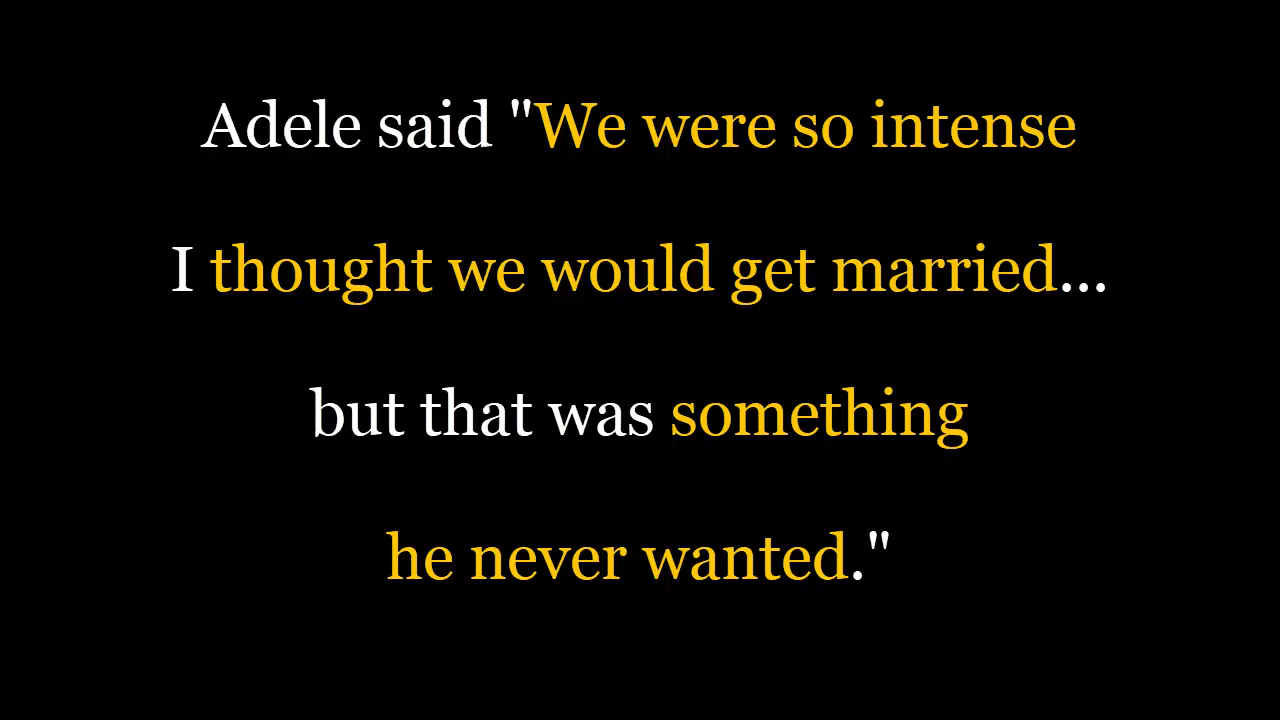 Adele said "We were so intense
I thought we would get married...
but that was something
he never wanted."